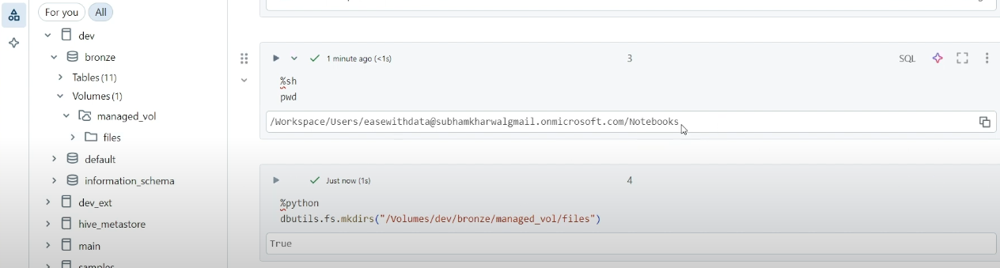 For you All
dev
bronze
Tables (11)
Volumes (1)
managed_vol
files
default
information_schema
dev_ext
hive_metastore
main
samples
1 minute ago (<1s)
3
SQL
%sh
pwd
/Workspace/Users/easewithdata@subhamkharwalgmail.onmicrosoft.com/Notebooks
Just now (1s)
4
%python
dbutils.fs.mkdirs("/Volumes/dev/bronze/managed_vol/files")
True